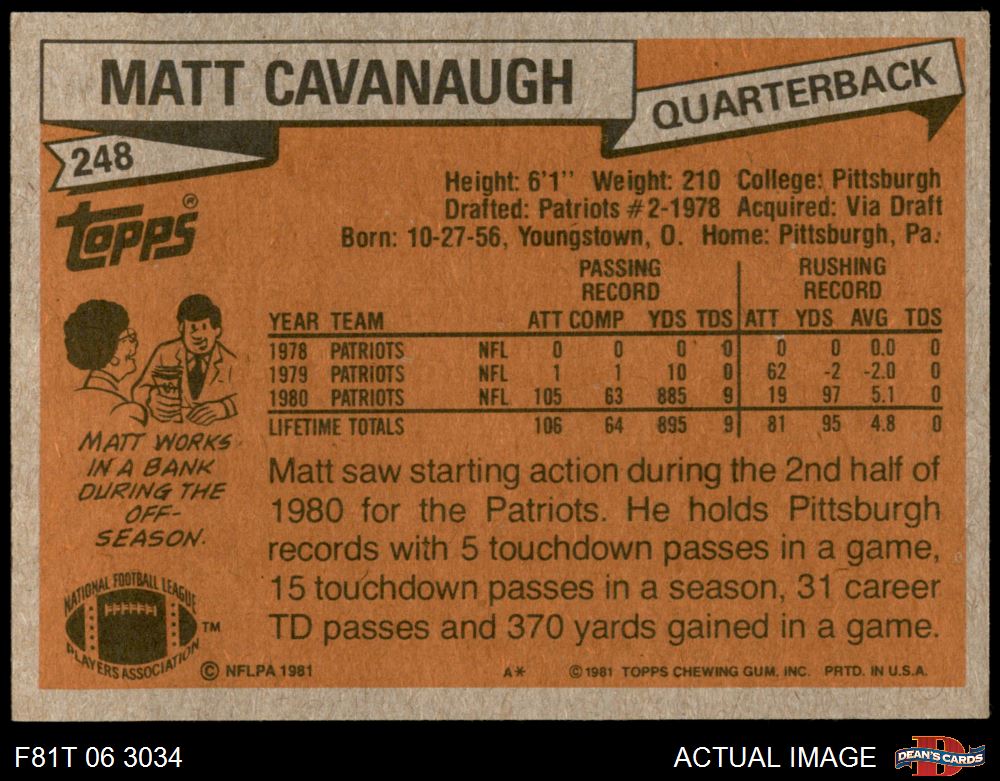 MATT CAVANAUGH
QUARTERBACK
248
TOPPS®
Height: 6'1'' Weight: 210 College: Pittsburgh
Drafted: Patriots #2-1978 Acquired: Via Draft
Born: 10-27-56, Youngstown, O. Home: Pittsburgh, Pa.
PASSING RECORD RUSHING RECORD
YEAR TEAM ATT COMP YDS TDS ATT YDS AVG TDS
1978 PATRIOTS NFL 0 0 0 0 0 0 0.0 0
1979 PATRIOTS NFL 1 1 10 0 62 -2 -2.0 0
1980 PATRIOTS NFL 105 63 885 9 19 97 5.1 0
LIFETIME TOTALS 106 64 895 9 81 95 4.8 0
MATT WORKS
IN A BANK
DURING THE
OFF-
SEASON.
Matt saw starting action during the 2nd half of
1980 for the Patriots. He holds Pittsburgh
records with 5 touchdown passes in a game,
15 touchdown passes in a season, 31 career
TD passes and 370 yards gained in a game.
NATIONAL FOOTBALL LEAGUE
PLAYERS ASSOCIATION
TM
© NFLPA 1981 A* © 1981 TOPPS CHEWING GUM, INC. PRTD. IN U.S.A.
F81T 06 3034 ACTUAL IMAGE DEAN'S CARDS